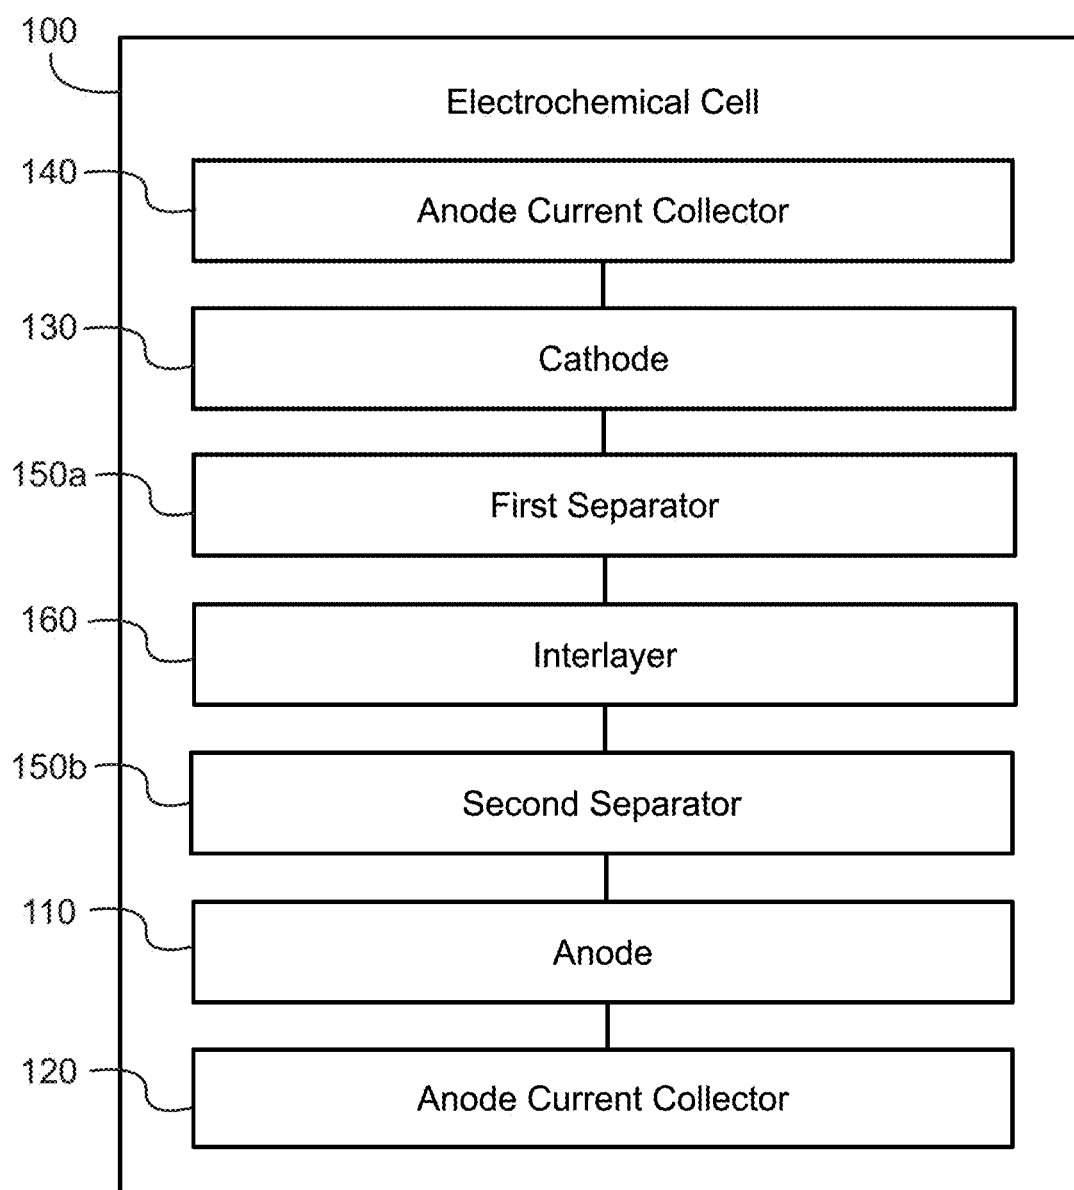 100
Electrochemical Cell
140
Anode Current Collector
130
Cathode
150a
First Separator
160
Interlayer
150b
Second Separator
110
Anode
120
Anode Current Collector